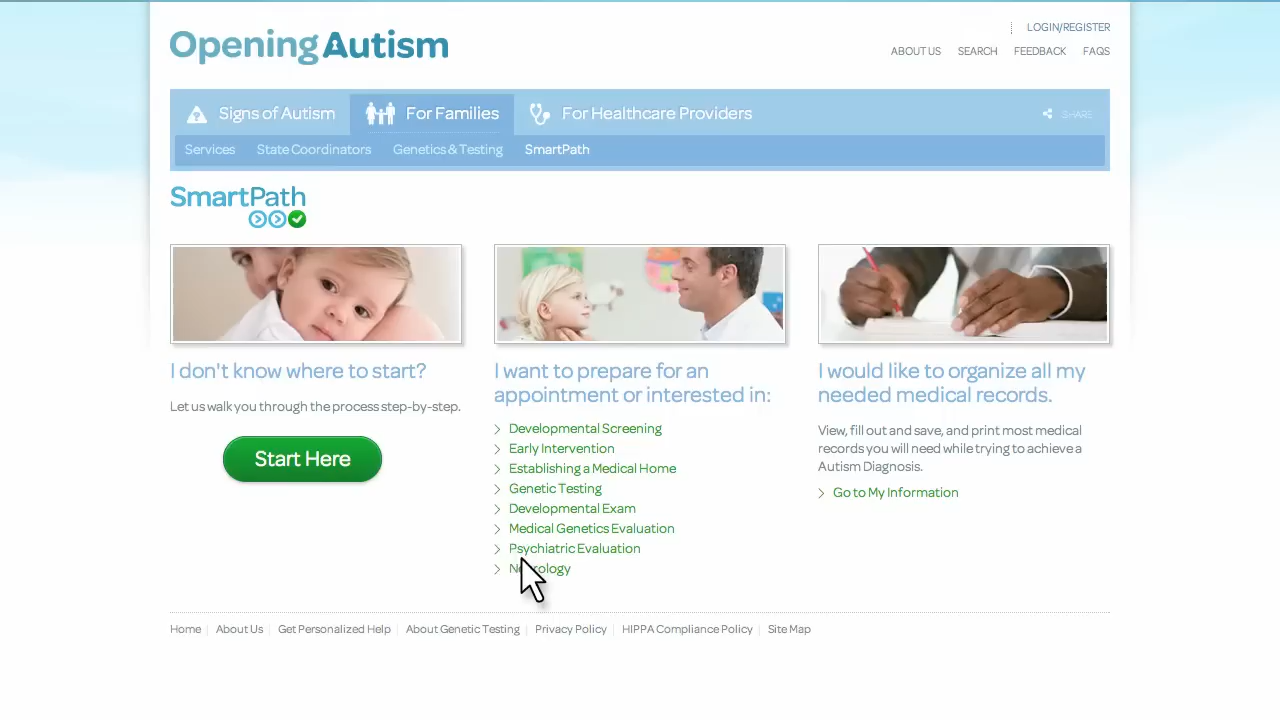 Opening Autism
LOGIN/REGISTER
ABOUT US SEARCH FEEDBACK FAQS
Signs of Autism For Families For Healthcare Providers SHARE
Services State Coordinators Genetics & Testing SmartPath
SmartPath
I don't know where to start?
Let us walk you through the process step-by-step.
Start Here
I want to prepare for an
appointment or interested in:
Developmental Screening
Early Intervention
Establishing a Medical Home
Genetic Testing
Developmental Exam
Medical Genetics Evaluation
Psychiatric Evaluation
Neurology
I would like to organize all my
needed medical records.
View, fill out and save, and print most medical
records you will need while trying to achieve a
Autism Diagnosis.
Go to My Information
Home About Us Get Personalized Help About Genetic Testing Privacy Policy HIPPA Compliance Policy Site Map